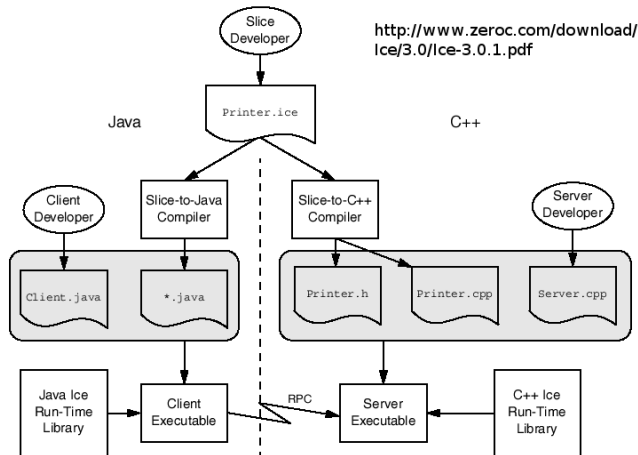 Slice
Developer
http://www.zeroc.com/download/
Ice/3.0/Ice-3.0.1.pdf
Printer.ice
Java
C++
Client
Developer
Slice-to-Java
Compiler
Slice-to-C++
Compiler
Server
Developer
Client.java
*.java
Printer.h
Printer.cpp
Server.cpp
Java Ice
Run-Time
Library
Client
Executable
RPC
Server
Executable
C++ Ice
Run-Time
Library